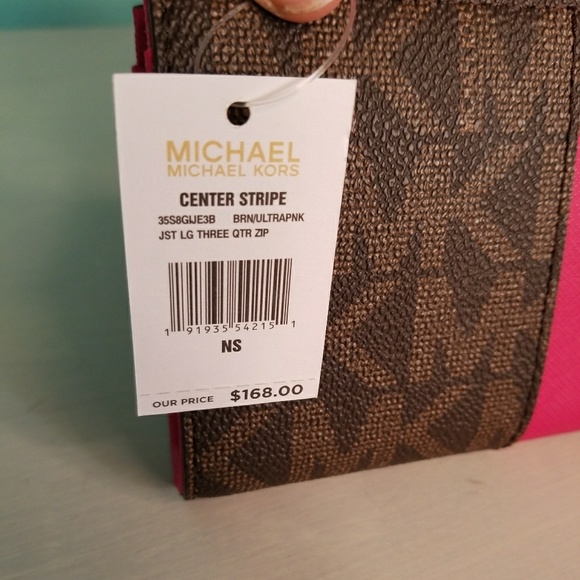 MICHAEL
MICHAEL KORS
CENTER STRIPE
35S8GIJE3B BRN/ULTRAPNK
JST LG THREE QTR ZIP
1 91935 54215 1
NS
OUR PRICE $168.00